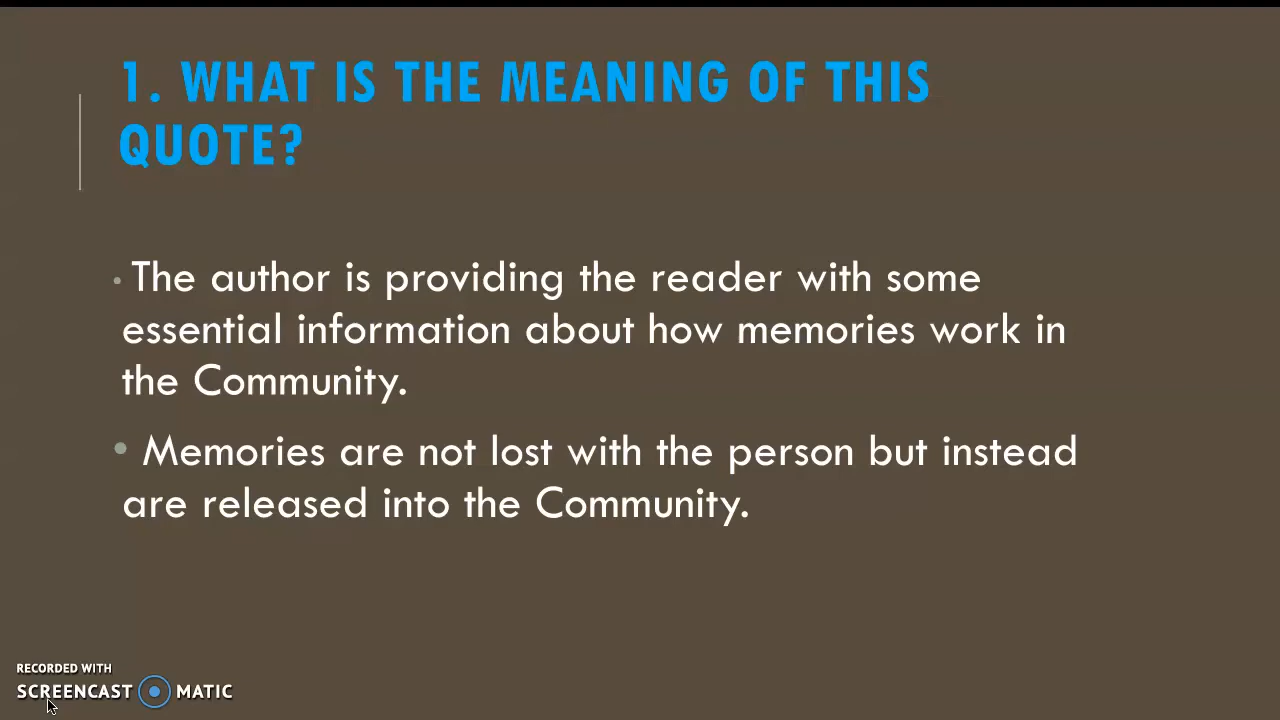 1. WHAT IS THE MEANING OF THIS
QUOTE?
• The author is providing the reader with some
essential information about how memories work in
the Community.
• Memories are not lost with the person but instead
are released into the Community.
RECORDED WITH
SCREENCAST MATIC